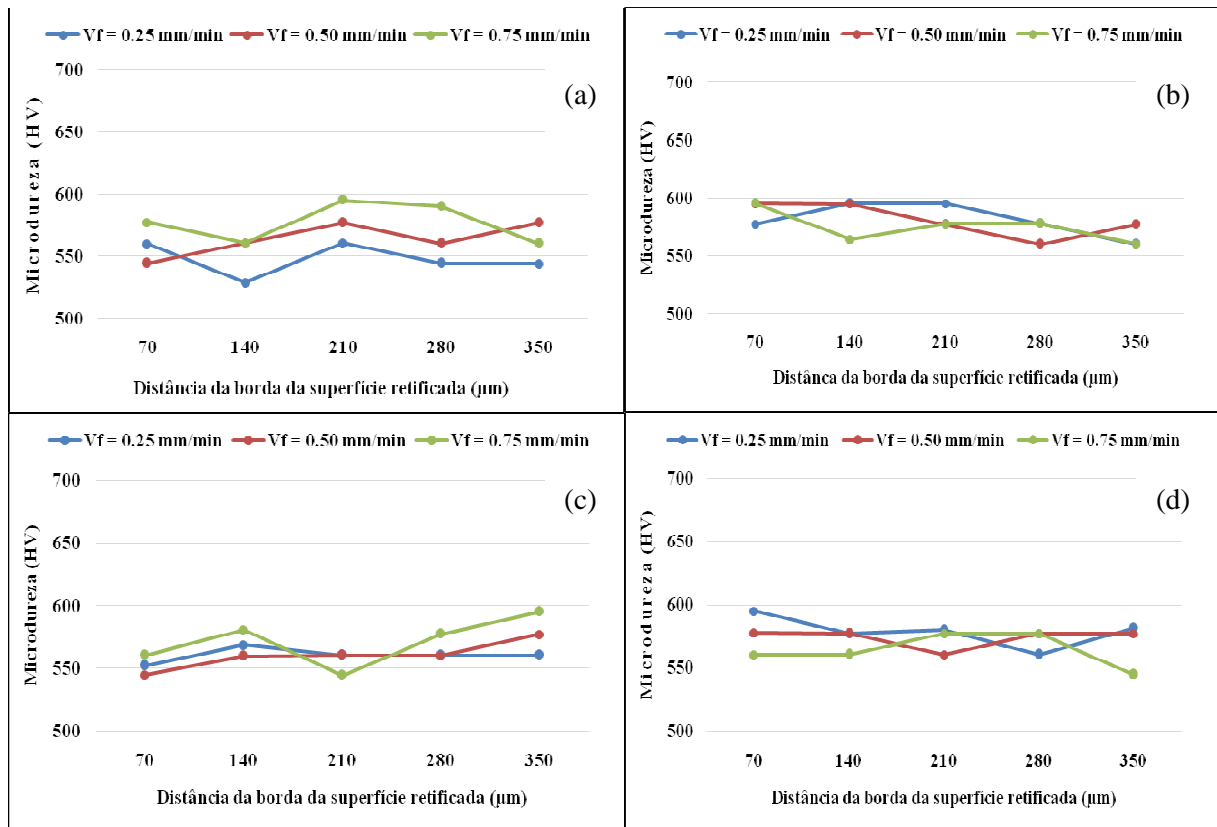 Vf = 0.25 mm/min Vf = 0.50 mm/min Vf = 0.75 mm/min
(a)
700
650
600
550
500
Microdureza (HV)
70 140 210 280 350
Distância da borda da superfície retificada (µm)
Vf = 0.25 mm/min Vf = 0.50 mm/min Vf = 0.75 mm/min
(b)
700
650
600
550
500
Microdureza (HV)
70 140 210 280 350
Distânca da borda da superfície retificada (µm)
Vf = 0.25 mm/min Vf = 0.50 mm/min Vf = 0.75 mm/min
(c)
700
650
600
550
500
Microdureza (HV)
70 140 210 280 350
Distância da borda da superfície retificada (µm)
Vf = 0.25 mm/min Vf = 0.50 mm/min Vf = 0.75 mm/min
(d)
700
650
600
550
500
Microdureza (HV)
70 140 210 280 350
Distância da borda da superfície retificada (µm)